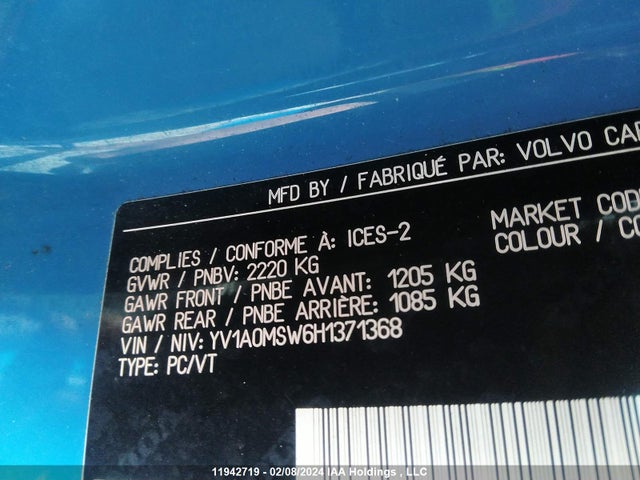 MFD BY / FABRIQUÉ PAR: VOLVO CAR
COMPLIES / CONFORME À: ICES-2
GVWR / PNBV: 2220 KG
GAWR FRONT / PNBE AVANT: 1205 KG
GAWR REAR / PNBE ARRIÈRE: 1085 KG
VIN / NIV: YV1A0MSW6H1371368
TYPE: PC/VT
MARKET COD
COLOUR / CO
11942719 - 02/08/2024 IAA Holdings , LLC